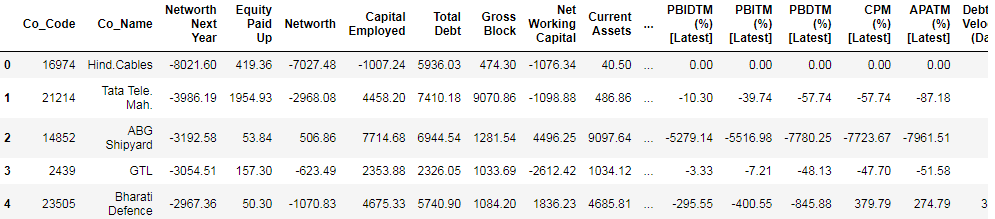 Co_Code Co_Name Networth Next Year Equity Paid Up Networth Capital Employed Total Debt Gross Block Net Working Capital Current Assets ... PBIDTM (%) [Latest] PBITM (%) [Latest] PBDTM (%) [Latest] CPM (%) [Latest] APATM (%) [Latest] Debt Velo (Da
0 16974 Hind.Cables -8021.60 419.36 -7027.48 -1007.24 5936.03 474.30 -1076.34 40.50 ... 0.00 0.00 0.00 0.00 0.00
1 21214 Tata Tele. Mah. -3986.19 1954.93 -2968.08 4458.20 7410.18 9070.86 -1098.88 486.86 ... -10.30 -39.74 -57.74 -57.74 -87.18
2 14852 ABG Shipyard -3192.58 53.84 506.86 7714.68 6944.54 1281.54 4496.25 9097.64 ... -5279.14 -5516.98 -7780.25 -7723.67 -7961.51
3 2439 GTL -3054.51 157.30 -623.49 2353.88 2326.05 1033.69 -2612.42 1034.12 ... -3.33 -7.21 -48.13 -47.70 -51.58
4 23505 Bharati Defence -2967.36 50.30 -1070.83 4675.33 5740.90 1084.20 1836.23 4685.81 ... -295.55 -400.55 -845.88 379.79 274.79 3